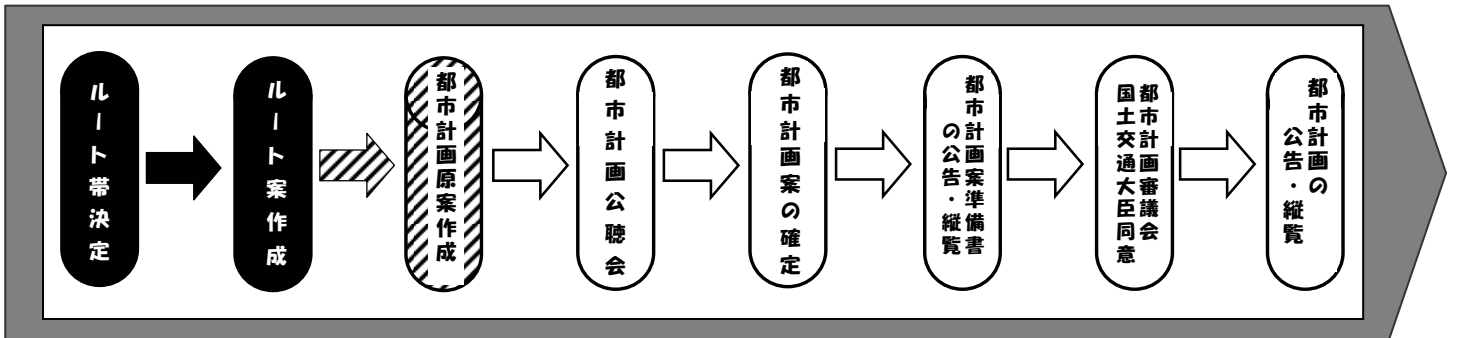 ルート帯決定
ルート案作成
都市計画原案作成
都市計画公聴会
都市計画案の確定
都市計画案準備書
の公告・縦覧
都市計画審議会
国土交通大臣同意
都市計画の
公告・縦覧